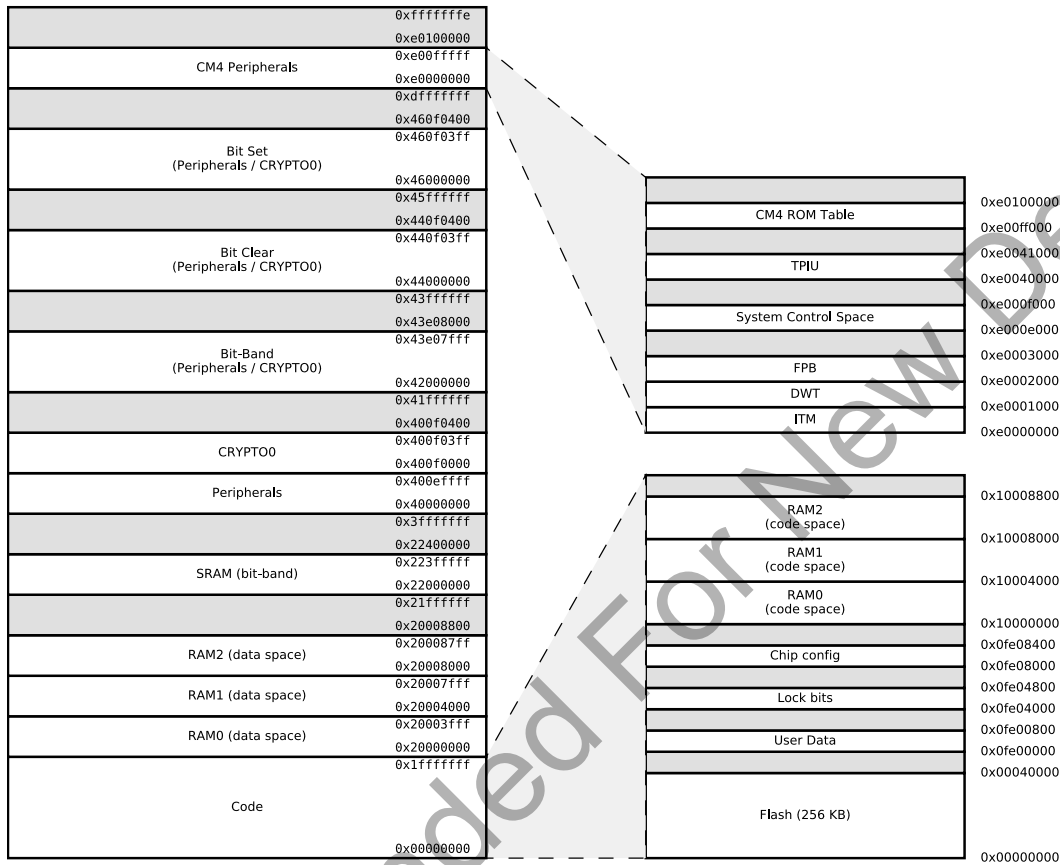 0xfffffffe
0xe0100000
0xe00fffff
CM4 Peripherals
0xe0000000
0xdfffffff
0x460f0400
0x460f03ff
Bit Set
(Peripherals / CRYPTO0)
0x46000000
0x45ffffff
0x440f0400
0x440f03ff
Bit Clear
(Peripherals / CRYPTO0)
0x44000000
0x43ffffff
0x43e08000
0x43e07fff
Bit-Band
(Peripherals / CRYPTO0)
0x42000000
0x41ffffff
0x400f0400
0x400f03ff
CRYPTO0
0x400f0000
0x400effff
Peripherals
0x40000000
0x3fffffff
0x22400000
0x223fffff
SRAM (bit-band)
0x22000000
0x21ffffff
0x20008800
0x200087ff
RAM2 (data space)
0x20008000
0x20007fff
RAM1 (data space)
0x20004000
0x20003fff
RAM0 (data space)
0x20000000
0x1fffffff
Code
0x00000000
0xe0100000
CM4 ROM Table
0xe00ff000
0xe0041000
TPIU
0xe0040000
0xe000f000
System Control Space
0xe000e000
0xe0003000
FPB
0xe0002000
DWT
0xe0001000
ITM
0xe0000000
0x10008800
RAM2
(code space)
0x10008000
RAM1
(code space)
0x10004000
RAM0
(code space)
0x10000000
0x0fe08400
Chip config
0x0fe08000
0x0fe04800
Lock bits
0x0fe04000
0x0fe00800
User Data
0x0fe00000
0x00040000
Flash (256 KB)
0x00000000
ded For New De